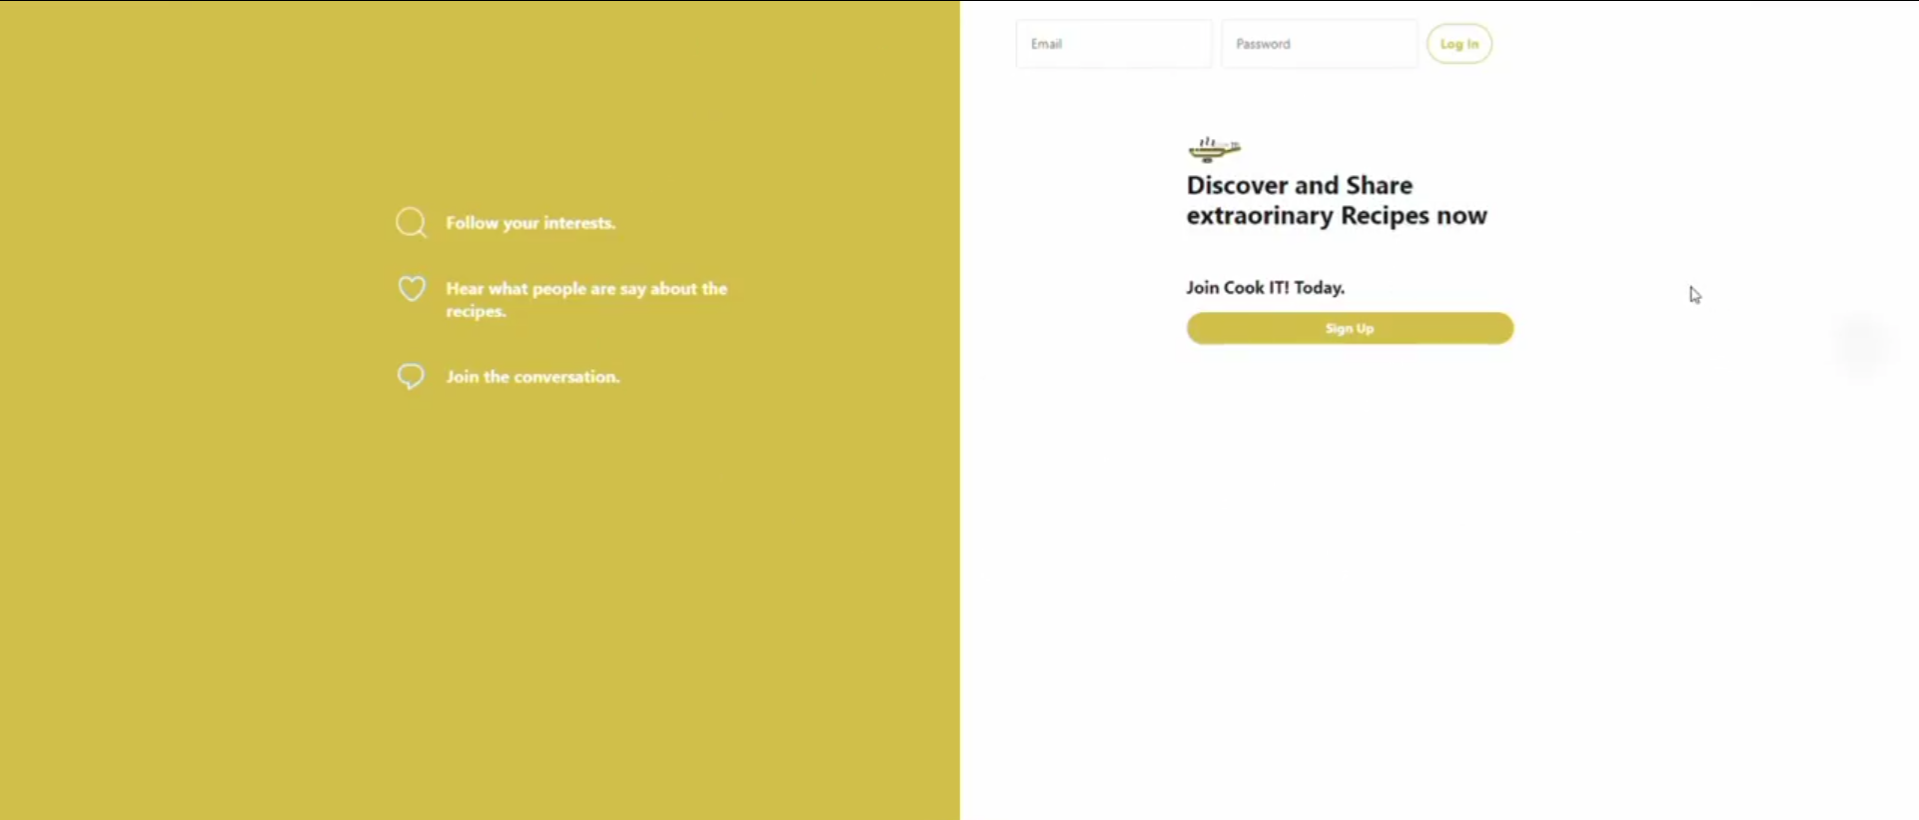 Email
Password
Log In
Follow your interests.
Hear what people are say about the
recipes.
Join the conversation.
Discover and Share
extraorinary Recipes now
Join Cook IT! Today.
Sign Up